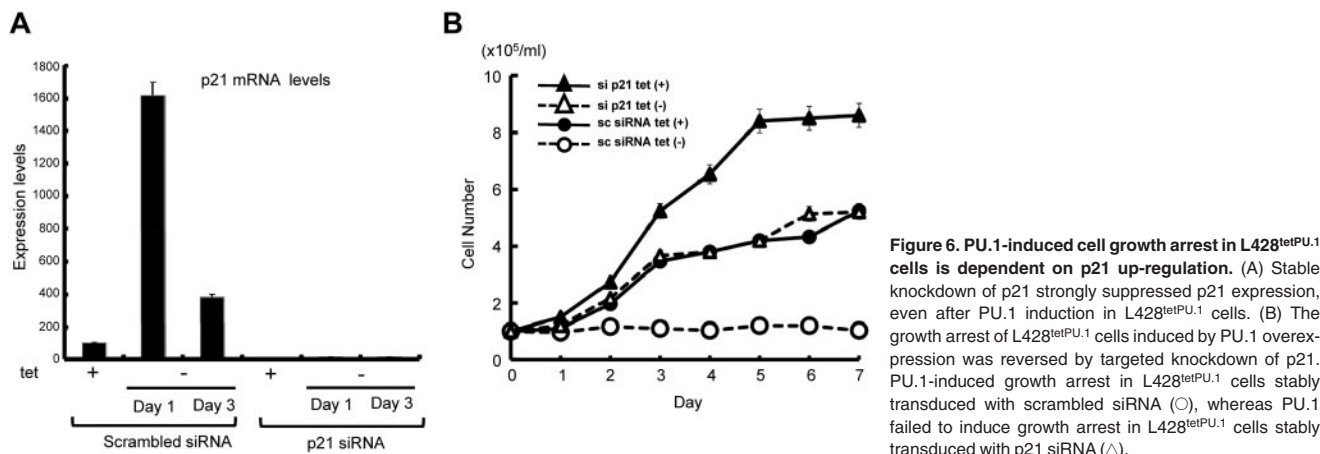 A
p21 mRNA levels
Expression levels
1800
1600
1400
1200
1000
800
600
400
200
0
tet + - + -
Day 1 Day 3 Day 1 Day 3
Scrambled siRNA p21 siRNA
B
(x10⁵/ml)
si p21 tet (+)
si p21 tet (-)
sc siRNA tet (+)
sc siRNA tet (-)
Cell Number
10
8
6
4
2
0
0 1 2 3 4 5 6 7
Day
Figure 6. PU.1-induced cell growth arrest in L428ᵗᵉᵗᴾᵁ·¹
cells is dependent on p21 up-regulation. (A) Stable
knockdown of p21 strongly suppressed p21 expression,
even after PU.1 induction in L428ᵗᵉᵗᴾᵁ·¹ cells. (B) The
growth arrest of L428ᵗᵉᵗᴾᵁ·¹ cells induced by PU.1 overex-
pression was reversed by targeted knockdown of p21.
PU.1-induced growth arrest in L428ᵗᵉᵗᴾᵁ·¹ cells stably
transduced with scrambled siRNA (○), whereas PU.1
failed to induce growth arrest in L428ᵗᵉᵗᴾᵁ·¹ cells stably
transduced with p21 siRNA (△).